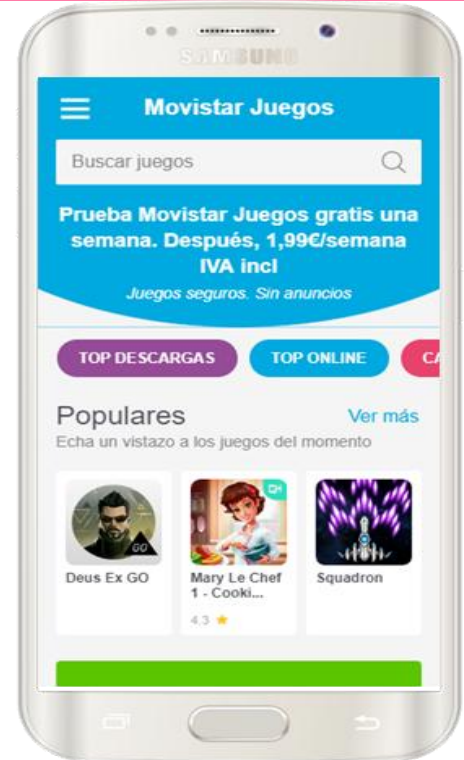 SAMSUNG
Movistar Juegos
Buscar juegos
Prueba Movistar Juegos gratis una
semana. Después, 1,99€/semana
IVA incl
Juegos seguros. Sin anuncios
TOP DESCARGAS
TOP ONLINE
CA
Populares
Ver más
Echa un vistazo a los juegos del momento
GO
Deus Ex GO
Mary Le Chef
1 - Cooki...
4.3
Squadron